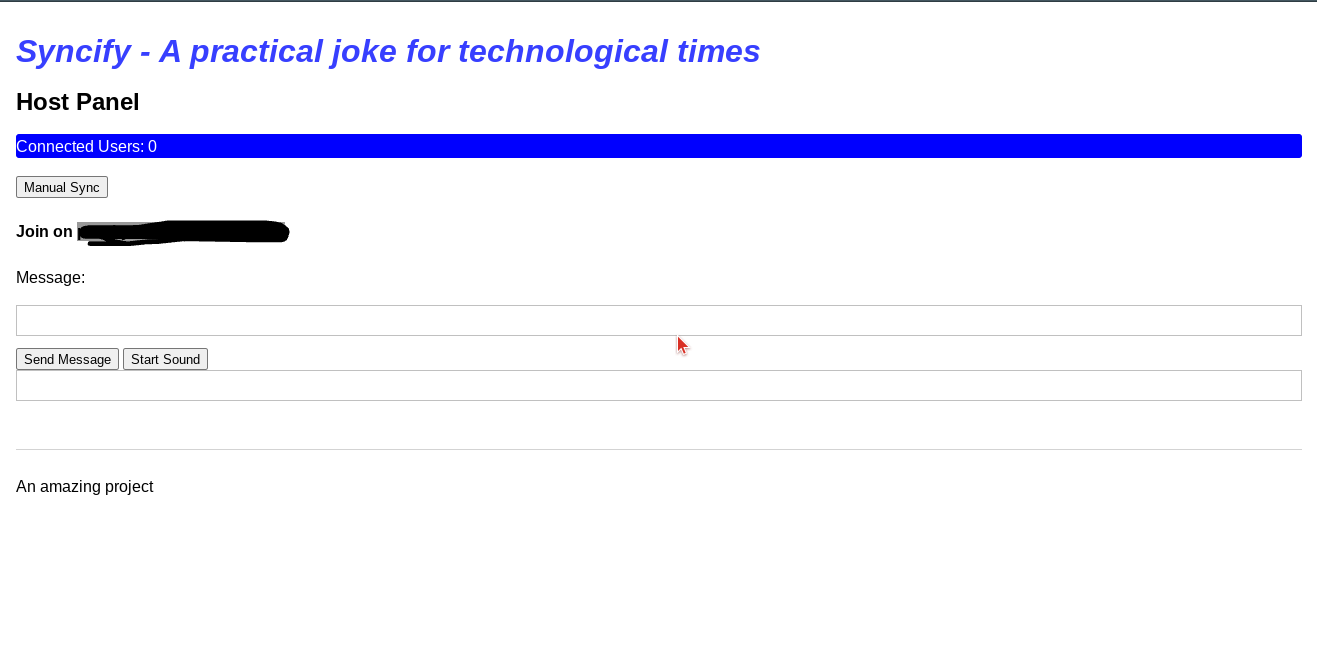 Syncify - A practical joke for technological times
Host Panel
Connected Users: 0
Manual Sync
Join on
Message:
Send Message Start Sound
An amazing project